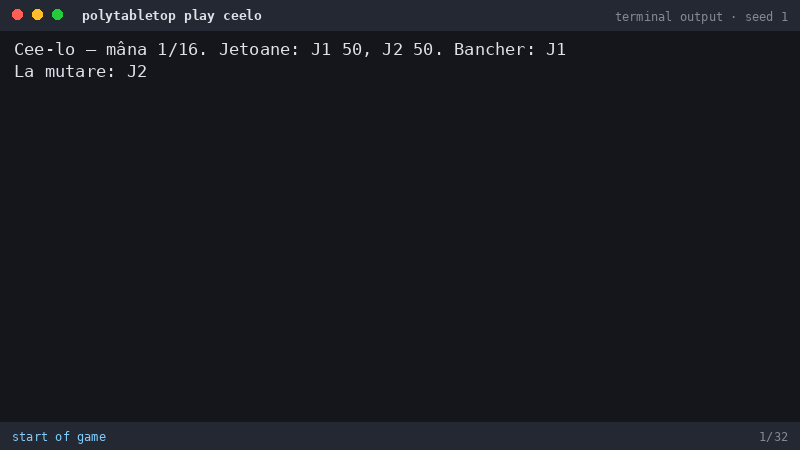 polytabletop play ceelo
terminal output · seed 1
Cee-lo — mâna 1/16. Jetoane: J1 50, J2 50. Bancher: J1
La mutare: J2
start of game
1/32